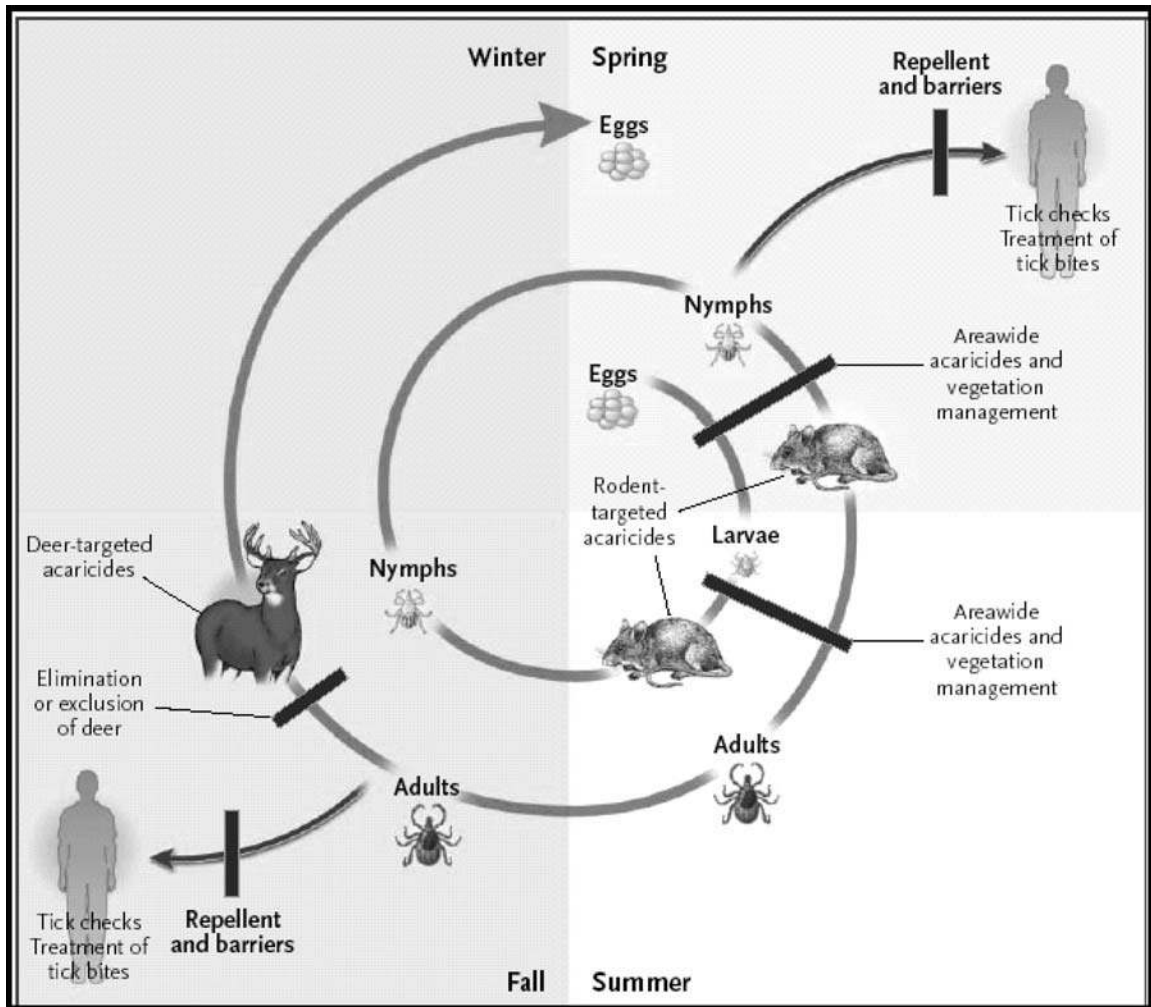 Winter
Spring
Repellent
and barriers
Eggs
Tick checks
Treatment of
tick bites
Nymphs
Areawide
acaricides and
vegetation
management
Eggs
Rodent-
targeted
acaricides
Larvae
Deer-targeted
acaricides
Nymphs
Areawide
acaricides and
vegetation
management
Elimination
or exclusion
of deer
Adults
Adults
Tick checks
Treatment of
tick bites
Repellent
and barriers
Fall
Summer